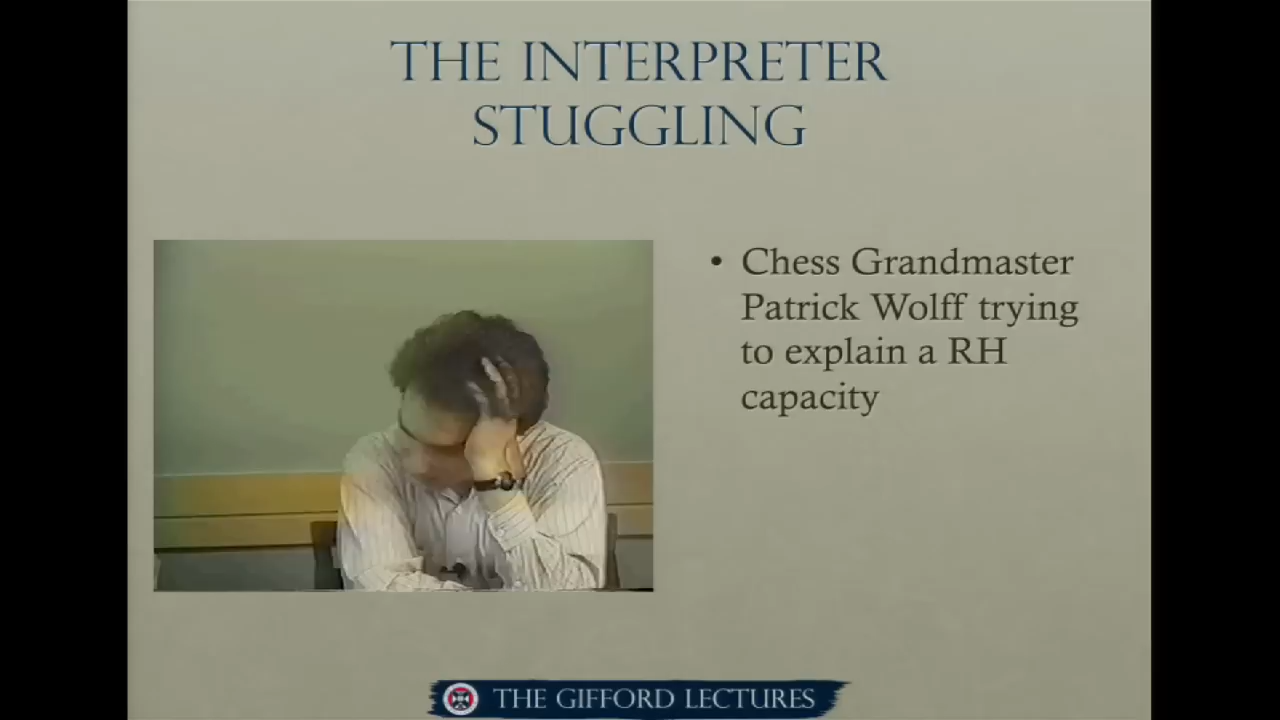 THE INTERPRETER
STUGGLING
• Chess Grandmaster
Patrick Wolff trying
to explain a RH
capacity
THE GIFFORD LECTURES